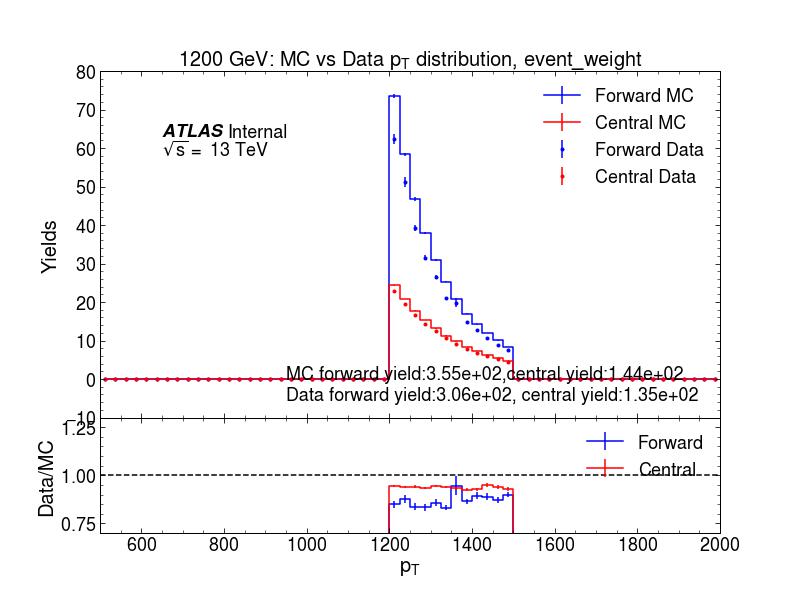 1200 GeV: MC vs Data pT distribution, event_weight
80
70
60
50
40
30
20
10
0
−10
Yields
ATLAS Internal
√s = 13 TeV
Forward MC
Central MC
Forward Data
Central Data
MC forward yield:3.55e+02,central yield:1.44e+02
Data forward yield:3.06e+02, central yield:1.35e+02
1.25
1.00
0.75
Data/MC
Forward
Central
600 800 1000 1200 1400 1600 1800 2000
pT